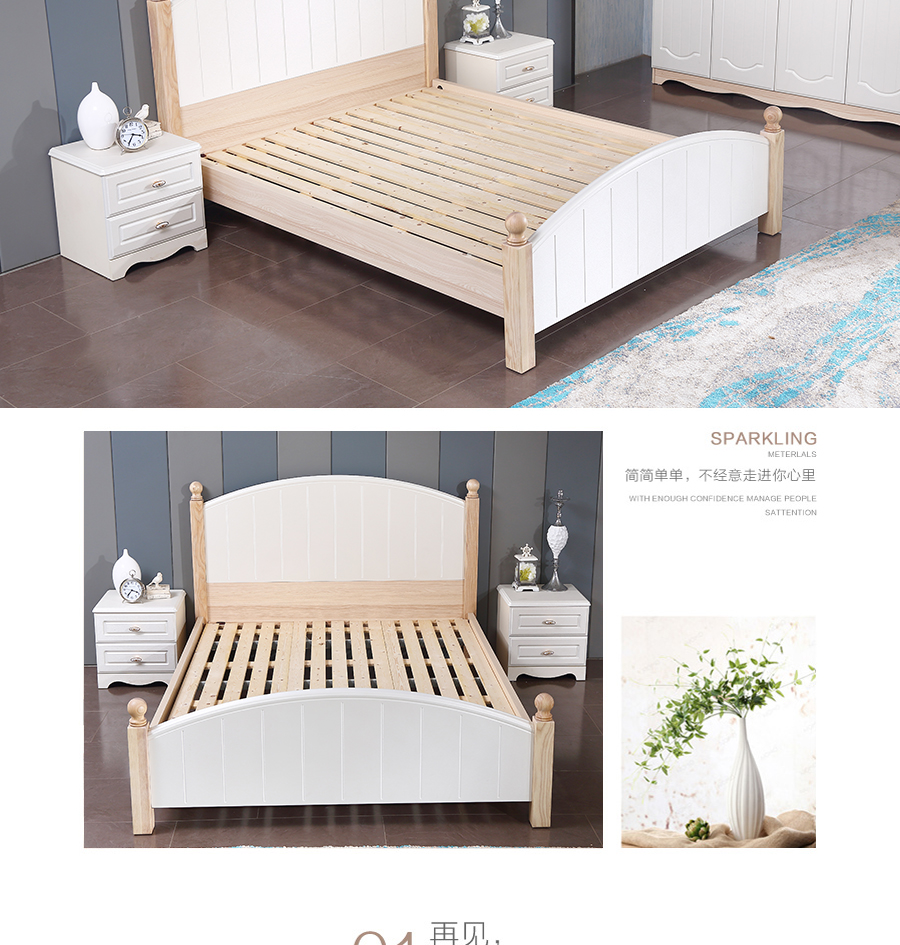 SPARKLING
METERLALS
简简单单，不经意走进你心里
WITH ENOUGH CONFIDENCE MANAGE PEOPLE
SATTENTION
再见，